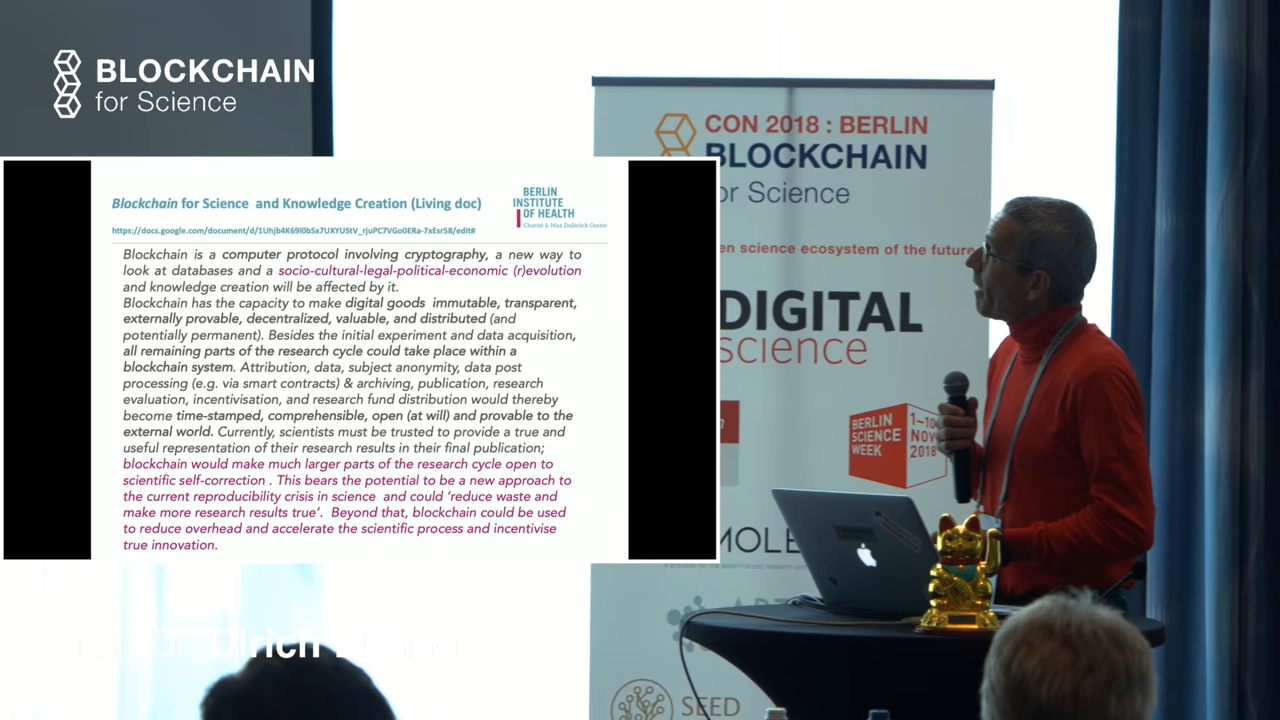 BLOCKCHAIN
for Science
Blockchain for Science and Knowledge Creation (Living doc)
BERLIN
INSTITUTE
OF HEALTH
Charité & Max Delbrück Center
https://docs.google.com/document/d/1Uhjb4K69l0bSx7UXYUStV_rjuPC7VGo0ERa-7xEsr58/edit#
Blockchain is a computer protocol involving cryptography, a new way to
look at databases and a socio-cultural-legal-political-economic (r)evolution
and knowledge creation will be affected by it.
Blockchain has the capacity to make digital goods immutable, transparent,
externally provable, decentralized, valuable, and distributed (and
potentially permanent). Besides the initial experiment and data acquisition,
all remaining parts of the research cycle could take place within a
blockchain system. Attribution, data, subject anonymity, data post
processing (e.g. via smart contracts) & archiving, publication, research
evaluation, incentivisation, and research fund distribution would thereby
become time-stamped, comprehensible, open (at will) and provable to the
external world. Currently, scientists must be trusted to provide a true and
useful representation of their research results in their final publication;
blockchain would make much larger parts of the research cycle open to
scientific self-correction . This bears the potential to be a new approach to
the current reproducibility crisis in science and could ‘reduce waste and
make more research results true’. Beyond that, blockchain could be used
to reduce overhead and accelerate the scientific process and incentivise
true innovation.
CON 2018 : BERLIN
BLOCKCHAIN
for Science
en science ecosystem of the future
DIGITAL
science
BERLIN
SCIENCE
WEEK
1–10
NOV
2018
MOLE
SEED
Ulrich